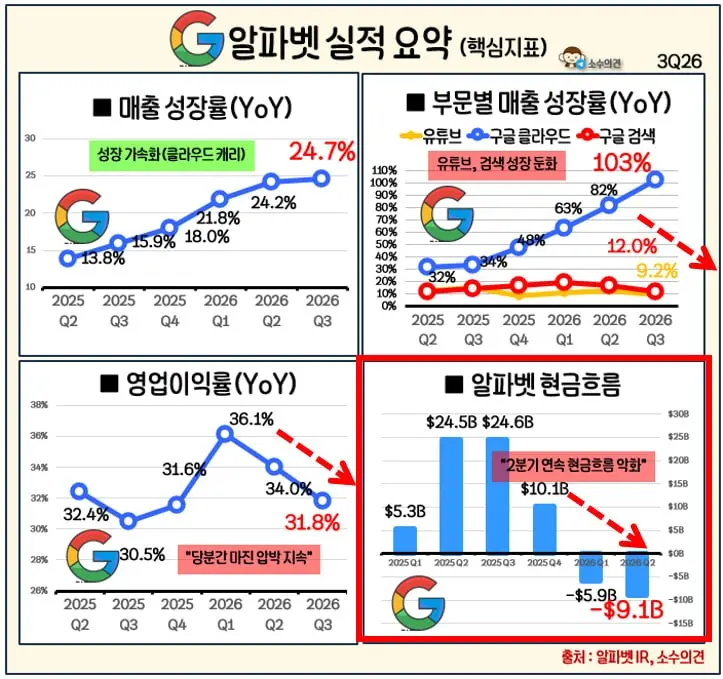 알파벳 실적 요약 (핵심지표)
소수의견
3Q26
■ 매출 성장률(YoY)
성장 가속화 (클라우드 캐리)
24.7%
24.2%
21.8%
18.0%
15.9%
13.8%
25
20
15
10
2025 Q2
2025 Q3
2025 Q4
2026 Q1
2026 Q2
2026 Q3
■ 부문별 매출 성장률(YoY)
유튜브 구글 클라우드 구글 검색
유튜브, 검색 성장 둔화
103%
82%
63%
48%
34%
32%
12.0%
9.2%
110%
100%
90%
80%
70%
60%
50%
40%
30%
20%
10%
0%
2025 Q2
2025 Q3
2025 Q4
2026 Q1
2026 Q2
2026 Q3
■ 영업이익률(YoY)
38%
36%
34%
32%
30%
28%
26%
36.1%
34.0%
31.6%
32.4%
31.8%
30.5%
"당분간 마진 압박 지속"
2025 Q2
2025 Q3
2025 Q4
2026 Q1
2026 Q2
2026 Q3
■ 알파벳 현금흐름
$24.5B $24.6B
"2분기 연속 현금흐름 악화"
$10.1B
$5.3B
-$5.9B
-$9.1B
$30B
$25B
$20B
$15B
$10B
$5B
$0B
-$5B
-$10B
-$15B
2025 Q1
2025 Q2
2025 Q3
2025 Q4
2026 Q1
2026 Q2
출처 : 알파벳 IR, 소수의견